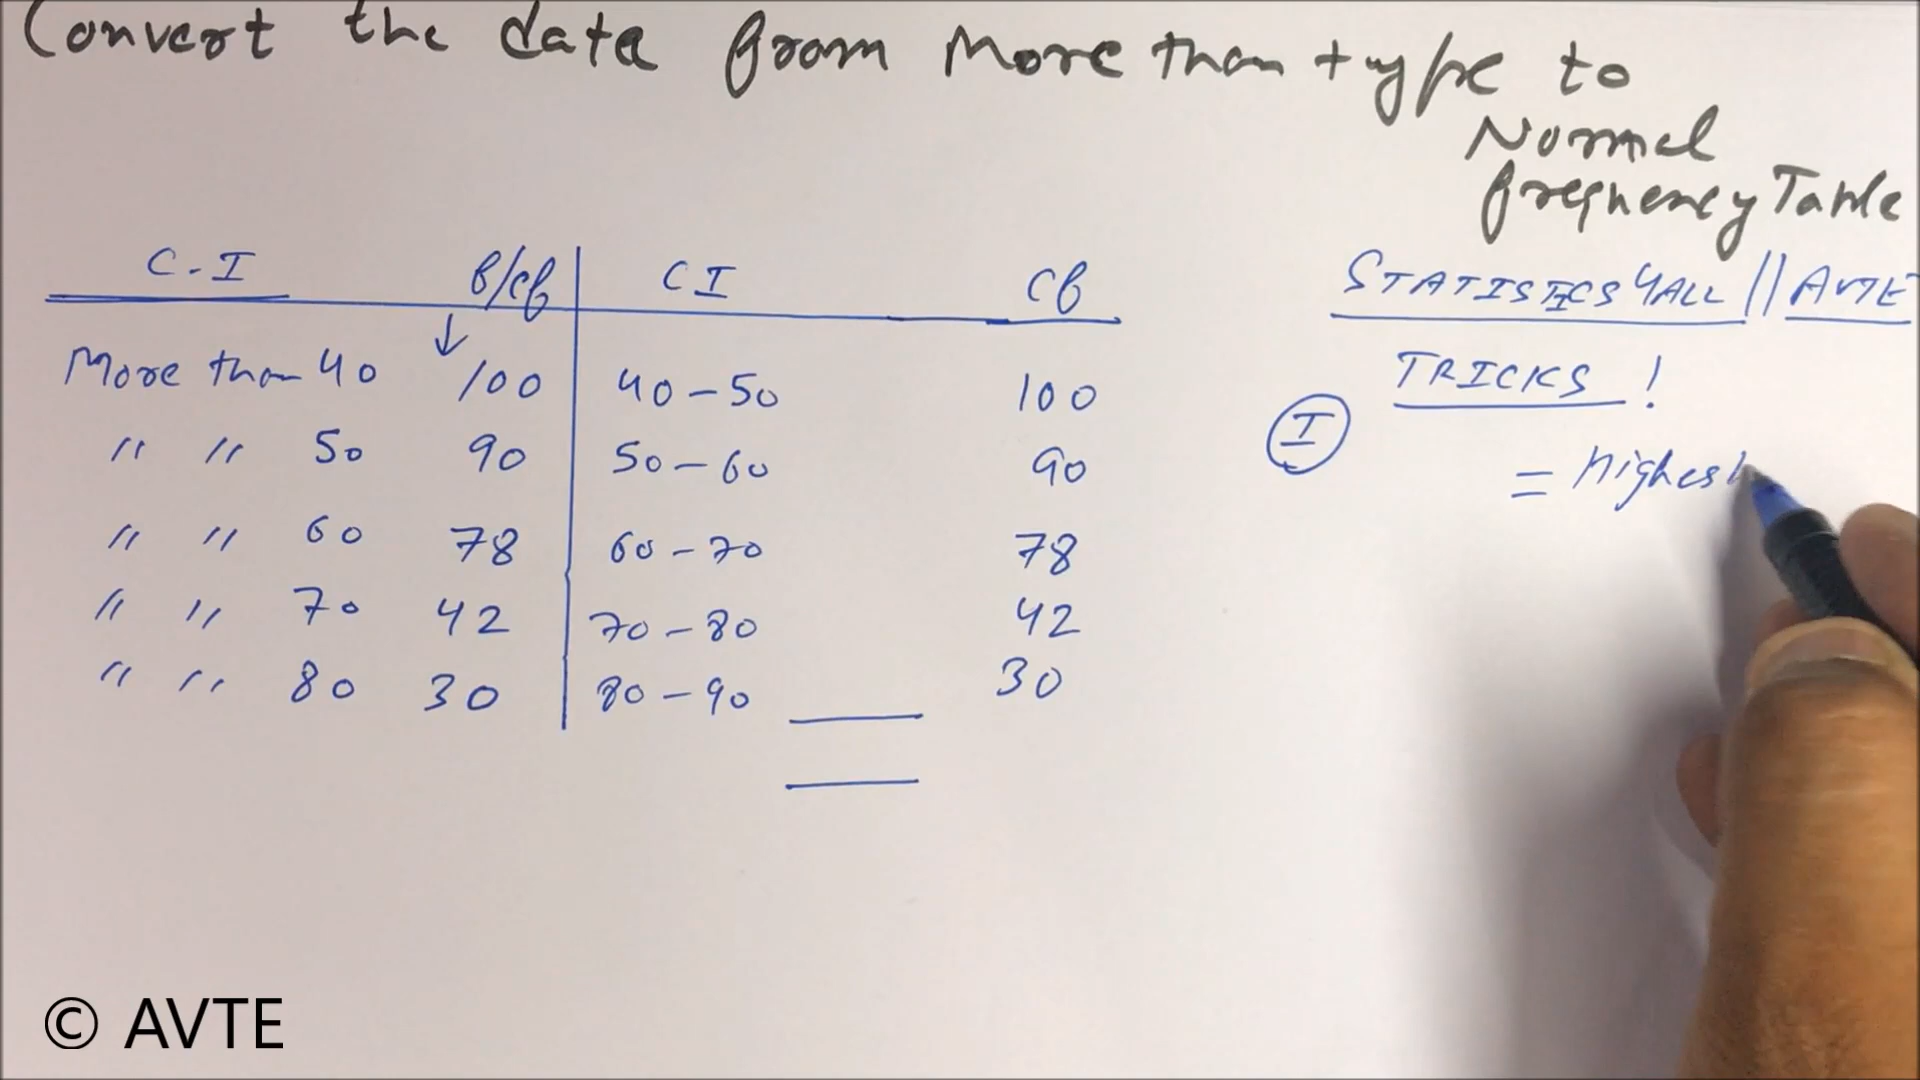 Convert the data from More than type to
Normal
frequency Table
C.I f/cf CI cf
More than 40 100 40-50 100
" " 50 90 50-60 90
" " 60 78 60-70 78
" " 70 42 70-80 42
" " 80 30 80-90 30
STATISTICS4ALL // AVTE
TRICKS !
I
= highest
© AVTE